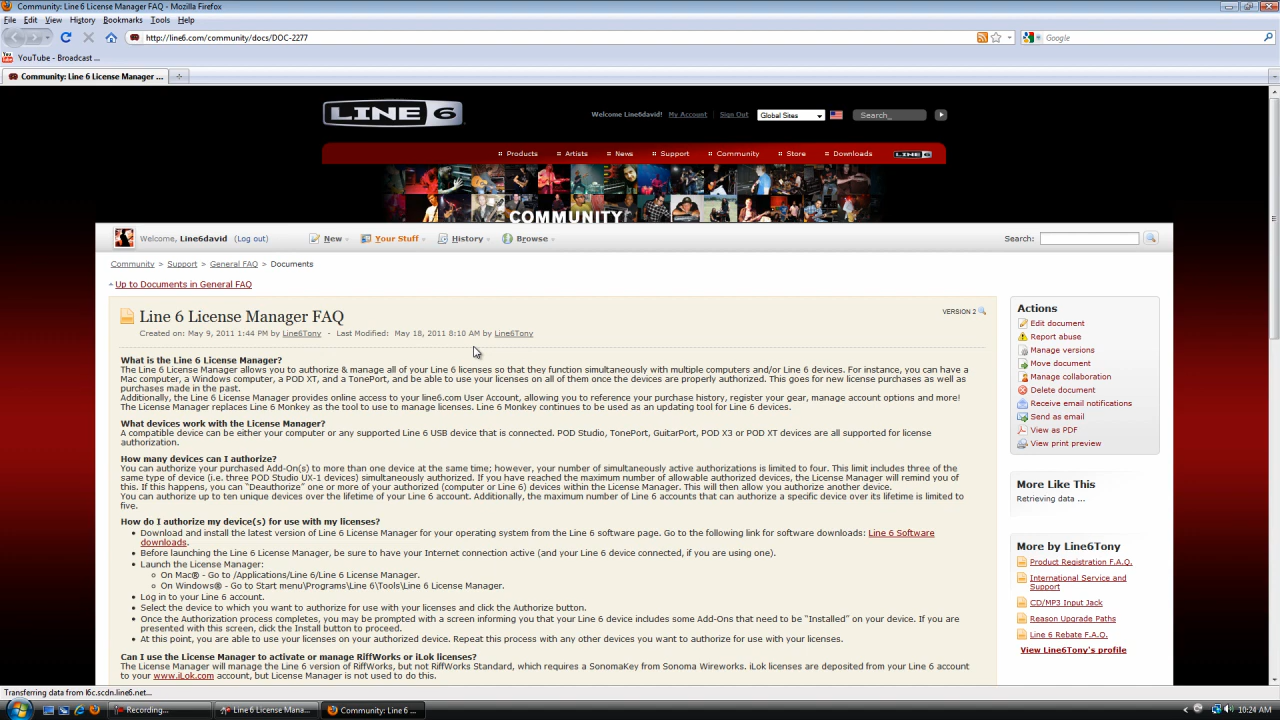 Community: Line 6 License Manager FAQ - Mozilla Firefox
File Edit View History Bookmarks Tools Help
http://line6.com/community/docs/DOC-2277
Google
YouTube - Broadcast ...
Community: Line 6 License Manager ...
LINE 6
Welcome Line6david! My Account Sign Out Global Sites Search_
Products Artists News Support Community Store Downloads LINE 6
COMMUNITY
Welcome, Line6david (Log out) New Your Stuff History Browse Search:
Community > Support > General FAQ > Documents
Up to Documents in General FAQ
Line 6 License Manager FAQ
VERSION 2
Created on: May 9, 2011 1:44 PM by Line6Tony - Last Modified: May 18, 2011 8:10 AM by Line6Tony
What is the Line 6 License Manager?
The Line 6 License Manager allows you to authorize & manage all of your Line 6 licenses so that they function simultaneously with multiple computers and/or Line 6 devices. For instance, you can have a
Mac computer, a Windows computer, a POD XT, and a TonePort, and be able to use your licenses on all of them once the devices are properly authorized. This goes for new license purchases as well as
purchases made in the past.
Additionally, the Line 6 License Manager provides online access to your line6.com User Account, allowing you to reference your purchase history, register your gear, manage account options and more!
The License Manager replaces Line 6 Monkey as the tool to use to manage licenses. Line 6 Monkey continues to be used as an updating tool for Line 6 devices.
What devices work with the License Manager?
A compatible device can be either your computer or any supported Line 6 USB device that is connected. POD Studio, TonePort, GuitarPort, POD X3 or POD XT devices are all supported for license
authorization.
How many devices can I authorize?
You can authorize your purchased Add-On(s) to more than one device at the same time; however, your number of simultaneously active authorizations is limited to four. This limit includes three of the
same type of device (i.e. three POD Studio UX-1 devices) simultaneously authorized. If you have reached the maximum number of allowable authorized devices, the License Manager will remind you of
this. If this happens, you can "Deauthorize" one or more of your authorized (computer or Line 6) devices within the License Manager. This will then allow you authorize another device.
You can authorize up to ten unique devices over the lifetime of your Line 6 account. Additionally, the maximum number of Line 6 accounts that can authorize a specific device over its lifetime is limited to
five.
How do I authorize my device(s) for use with my licenses?
Download and install the latest version of Line 6 License Manager for your operating system from the Line 6 software page. Go to the following link for software downloads: Line 6 Software
downloads.
Before launching the Line 6 License Manager, be sure to have your Internet connection active (and your Line 6 device connected, if you are using one).
Launch the License Manager:
On Mac® - Go to /Applications/Line 6/Line 6 License Manager.
On Windows® - Go to Start menu\Programs\Line 6\Tools\Line 6 License Manager.
Log in to your Line 6 account.
Select the device to which you want to authorize for use with your licenses and click the Authorize button.
Once the Authorization process completes, you may be prompted with a screen informing you that your Line 6 device includes some Add-Ons that need to be "Installed" on your device. If you are
presented with this screen, click the Install button to proceed.
At this point, you are able to use your licenses on your authorized device. Repeat this process with any other devices you want to authorize for use with your licenses.
Can I use the License Manager to activate or manage RiffWorks or iLok licenses?
The License Manager will manage the Line 6 version of RiffWorks, but not RiffWorks Standard, which requires a SonomaKey from Sonoma Wireworks. iLok licenses are deposited from your Line 6 account
to your www.iLok.com account, but License Manager is not used to do this.
Actions
Edit document
Report abuse
Manage versions
Move document
Manage collaboration
Delete document
Receive email notifications
Send as email
View as PDF
View print preview
More Like This
Retrieving data ...
More by Line6Tony
Product Registration F.A.Q.
International Service and
Support
CD/MP3 Input Jack
Reason Upgrade Paths
Line 6 Rebate F.A.Q.
View Line6Tony's profile
Transferring data from l6c.scdn.line6.net...
Recording... Line 6 License Mana... Community: Line 6 ... 10:24 AM